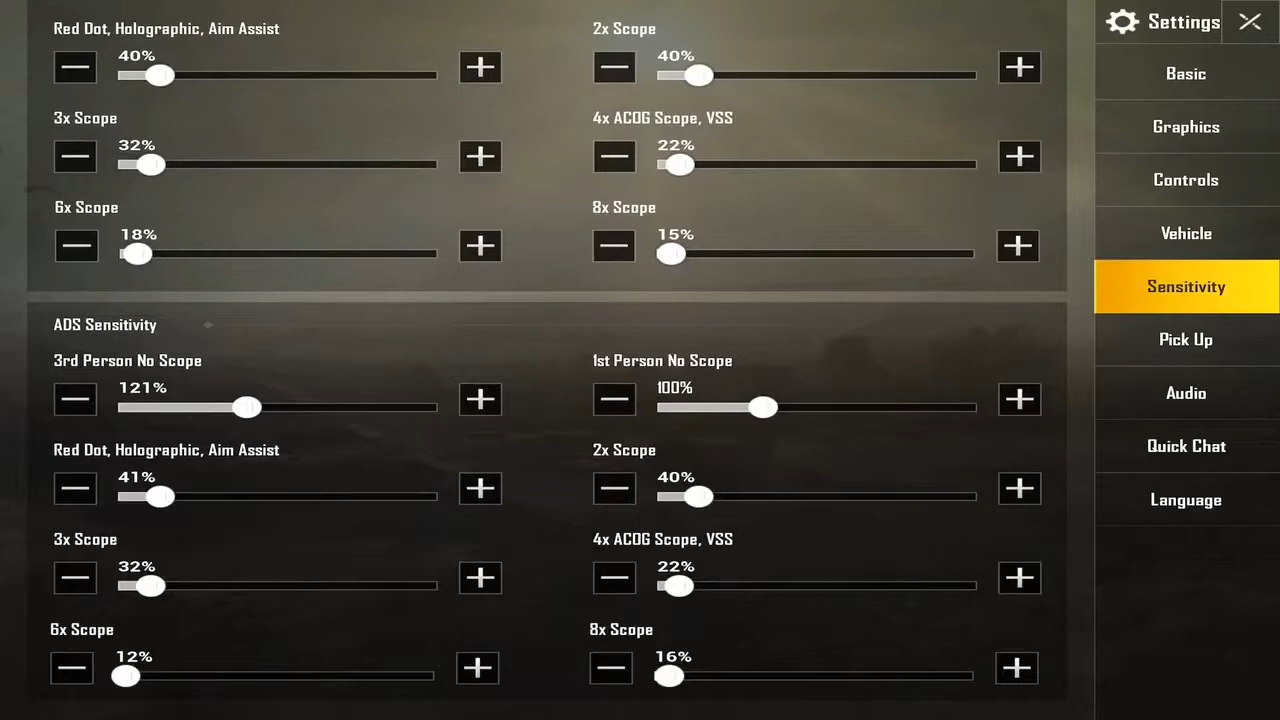 Red Dot, Holographic, Aim Assist
40%
2x Scope
40%
3x Scope
32%
4x ACOG Scope, VSS
22%
6x Scope
18%
8x Scope
15%
ADS Sensitivity
3rd Person No Scope
121%
1st Person No Scope
100%
Red Dot, Holographic, Aim Assist
41%
2x Scope
40%
3x Scope
32%
4x ACOG Scope, VSS
22%
6x Scope
12%
8x Scope
16%
Settings
Basic
Graphics
Controls
Vehicle
Sensitivity
Pick Up
Audio
Quick Chat
Language